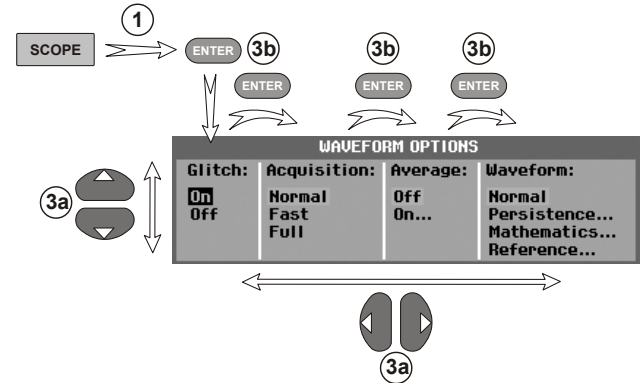 1
SCOPE
ENTER
3b
3b
3b
ENTER
ENTER
ENTER
WAVEFORM OPTIONS
Glitch: Acquisition: Average: Waveform:
On Normal Off Normal
Off Fast On... Persistence...
Full Mathematics...
Reference...
3a
3a